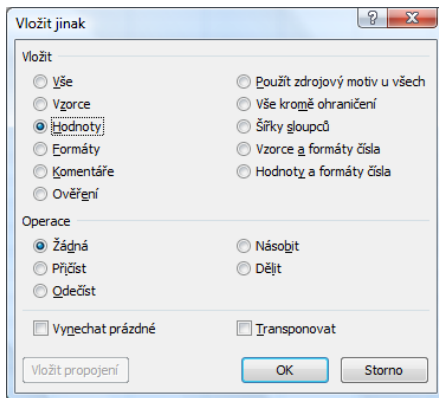 Vložit jinak
Vložit
Vše
Použít zdrojový motiv u všech
Vzorce
Vše kromě ohraničení
Hodnoty
Šířky sloupců
Formáty
Vzorce a formáty čísla
Komentáře
Hodnoty a formáty čísla
Ověření
Operace
Žádná
Násobit
Přičíst
Dělit
Odečíst
Vynechat prázdné
Transponovat
Vložit propojení
OK
Storno